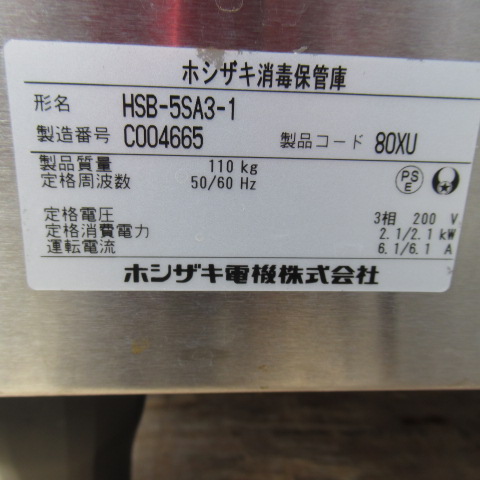 ホシザキ消毒保管庫
形名 HSB-5SA3-1
製造番号 C004665 製品コード 80XU
製品質量 110 kg
定格周波数 50/60 Hz
PS
E
定格電圧 3相 200 V
定格消費電力 2.1/2.1 kW
運転電流 6.1/6.1 A
ホシザキ電機株式会社